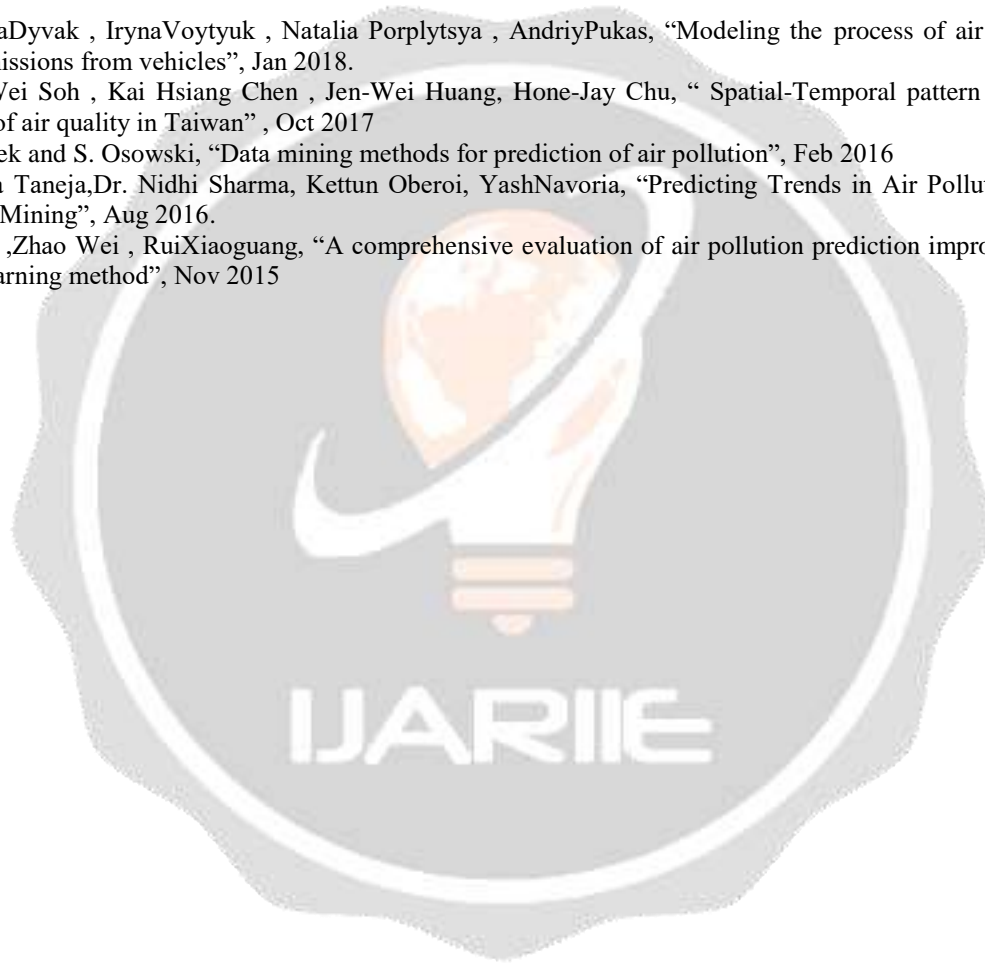 aDyvak , IrynaVoytyuk , Natalia Porplytsya , AndriyPukas, “Modeling the process of air
issions from vehicles”, Jan 2018.
Wei Soh , Kai Hsiang Chen , Jen-Wei Huang, Hone-Jay Chu, “ Spatial-Temporal pattern
of air quality in Taiwan” , Oct 2017
ek and S. Osowski, “Data mining methods for prediction of air pollution”, Feb 2016
a Taneja,Dr. Nidhi Sharma, Kettun Oberoi, YashNavoria, “Predicting Trends in Air Pollut
Mining”, Aug 2016.
,Zhao Wei , RuiXiaoguang, “A comprehensive evaluation of air pollution prediction impro
arning method”, Nov 2015
IJARIIE